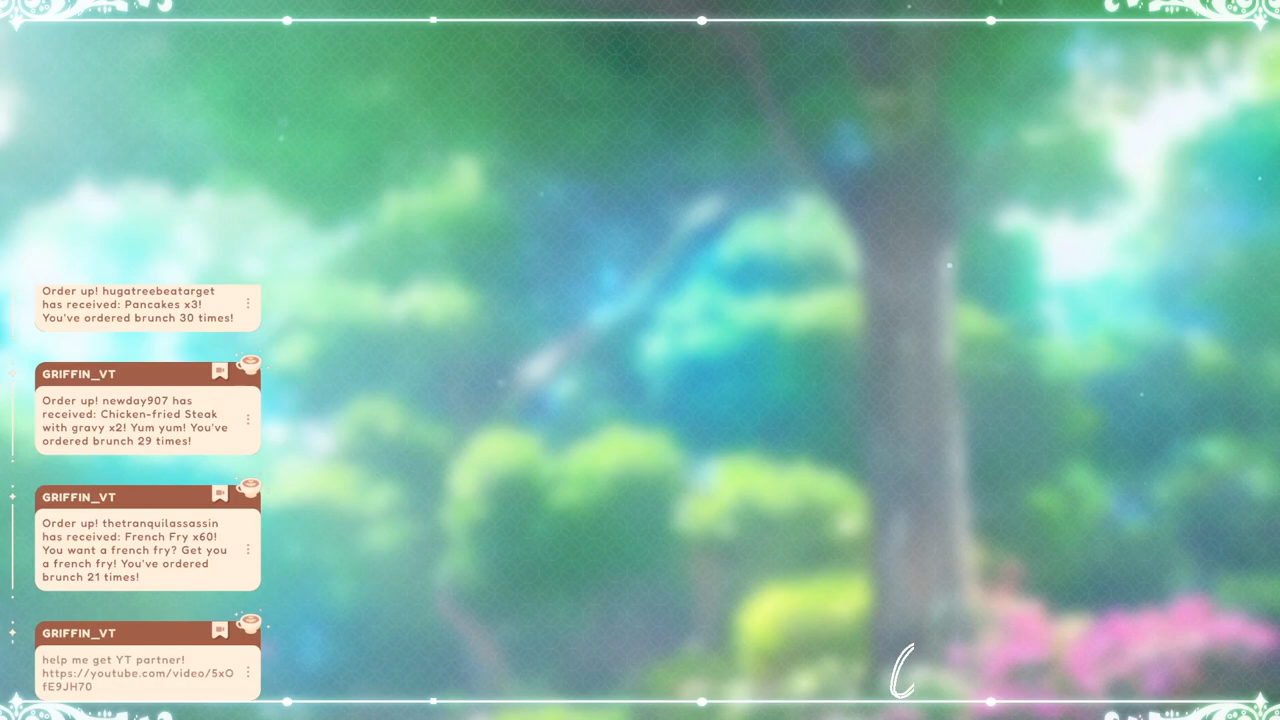 Order up! hugatreebeatarget
has received: Pancakes x3!
You've ordered brunch 30 times!
GRIFFIN_VT
Order up! newday907 has
received: Chicken-fried Steak
with gravy x2! Yum yum! You've
ordered brunch 29 times!
GRIFFIN_VT
Order up! thetranquilassassin
has received: French Fry x60!
You want a french fry? Get you
a french fry! You've ordered
brunch 21 times!
GRIFFIN_VT
help me get YT partner!
https://youtube.com/video/5xO
fE9JH70